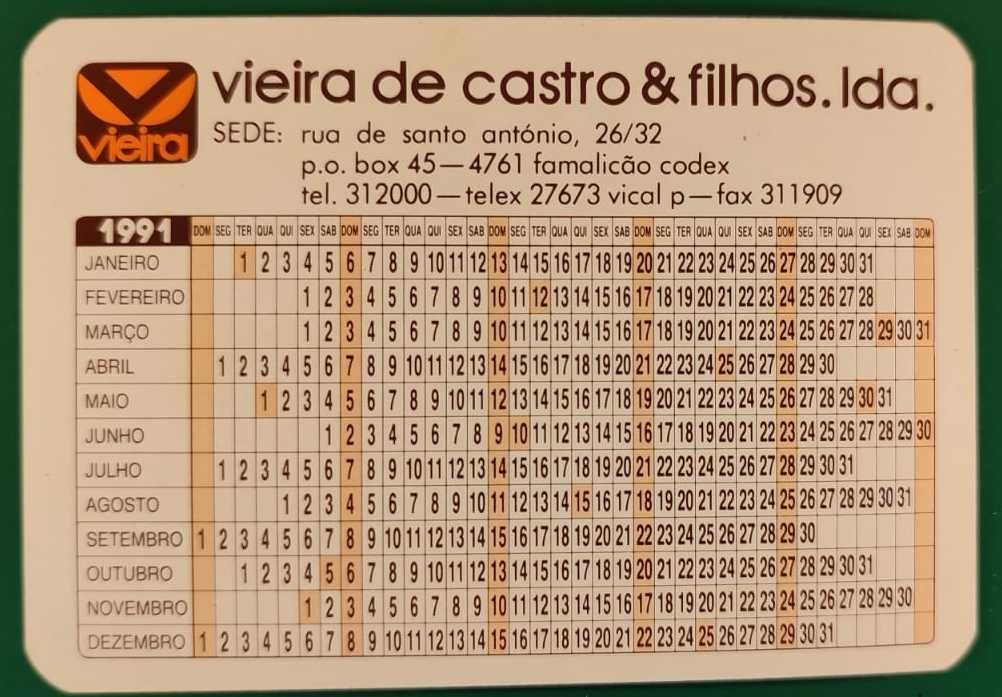 vieira
vieira de castro & filhos. lda.
SEDE: rua de santo antónio, 26/32
p.o. box 45 — 4761 famalicão codex
tel. 312000 — telex 27673 vical p — fax 311909
1991 DOM SEG TER QUA QUI SEX SAB DOM SEG TER QUA QUI SEX SAB DOM SEG TER QUA QUI SEX SAB DOM SEG TER QUA QUI SEX SAB DOM SEG TER QUA QUI SEX SAB DOM
JANEIRO 1 2 3 4 5 6 7 8 9 10 11 12 13 14 15 16 17 18 19 20 21 22 23 24 25 26 27 28 29 30 31
FEVEREIRO 1 2 3 4 5 6 7 8 9 10 11 12 13 14 15 16 17 18 19 20 21 22 23 24 25 26 27 28
MARÇO 1 2 3 4 5 6 7 8 9 10 11 12 13 14 15 16 17 18 19 20 21 22 23 24 25 26 27 28 29 30 31
ABRIL 1 2 3 4 5 6 7 8 9 10 11 12 13 14 15 16 17 18 19 20 21 22 23 24 25 26 27 28 29 30
MAIO 1 2 3 4 5 6 7 8 9 10 11 12 13 14 15 16 17 18 19 20 21 22 23 24 25 26 27 28 29 30 31
JUNHO 1 2 3 4 5 6 7 8 9 10 11 12 13 14 15 16 17 18 19 20 21 22 23 24 25 26 27 28 29 30
JULHO 1 2 3 4 5 6 7 8 9 10 11 12 13 14 15 16 17 18 19 20 21 22 23 24 25 26 27 28 29 30 31
AGOSTO 1 2 3 4 5 6 7 8 9 10 11 12 13 14 15 16 17 18 19 20 21 22 23 24 25 26 27 28 29 30 31
SETEMBRO 1 2 3 4 5 6 7 8 9 10 11 12 13 14 15 16 17 18 19 20 21 22 23 24 25 26 27 28 29 30
OUTUBRO 1 2 3 4 5 6 7 8 9 10 11 12 13 14 15 16 17 18 19 20 21 22 23 24 25 26 27 28 29 30 31
NOVEMBRO 1 2 3 4 5 6 7 8 9 10 11 12 13 14 15 16 17 18 19 20 21 22 23 24 25 26 27 28 29 30
DEZEMBRO 1 2 3 4 5 6 7 8 9 10 11 12 13 14 15 16 17 18 19 20 21 22 23 24 25 26 27 28 29 30 31